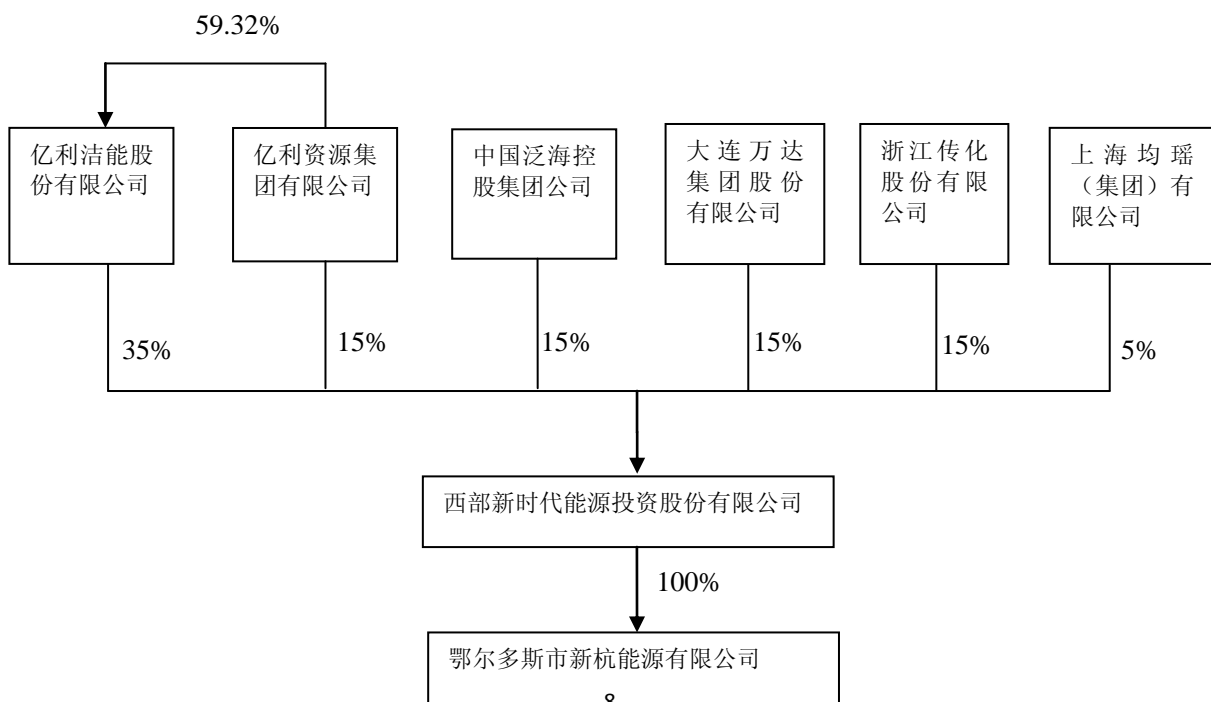 59.32%
亿利洁能股
份有限公司
亿利资源集
团有限公司
中国泛海控
股集团公司
大连万达
集团股份
有限公司
浙江传化
股份有限
公司
上海均瑶
（集团）有
限公司
35%
15%
15%
15%
15%
5%
西部新时代能源投资股份有限公司
100%
鄂尔多斯市新杭能源有限公司
8